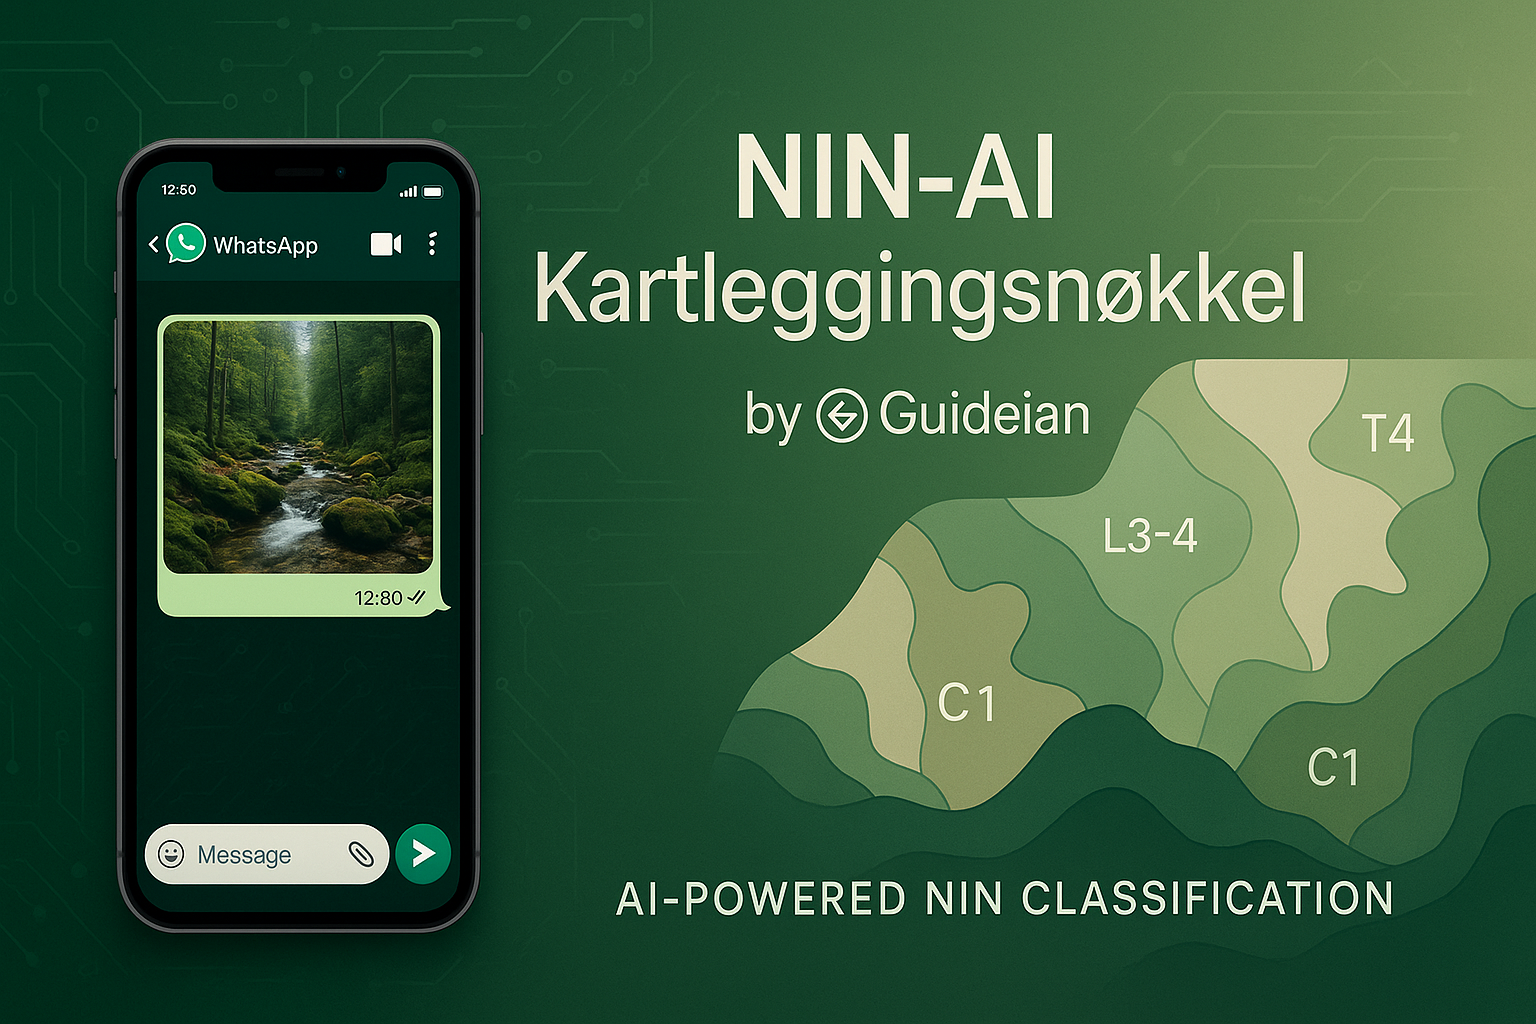 12:50
WhatsApp
12:80
Message
NIN-AI
Kartleggingsnøkkel
by Guideian
T4
L3-4
C1
C1
AI-POWERED NIN CLASSIFICATION